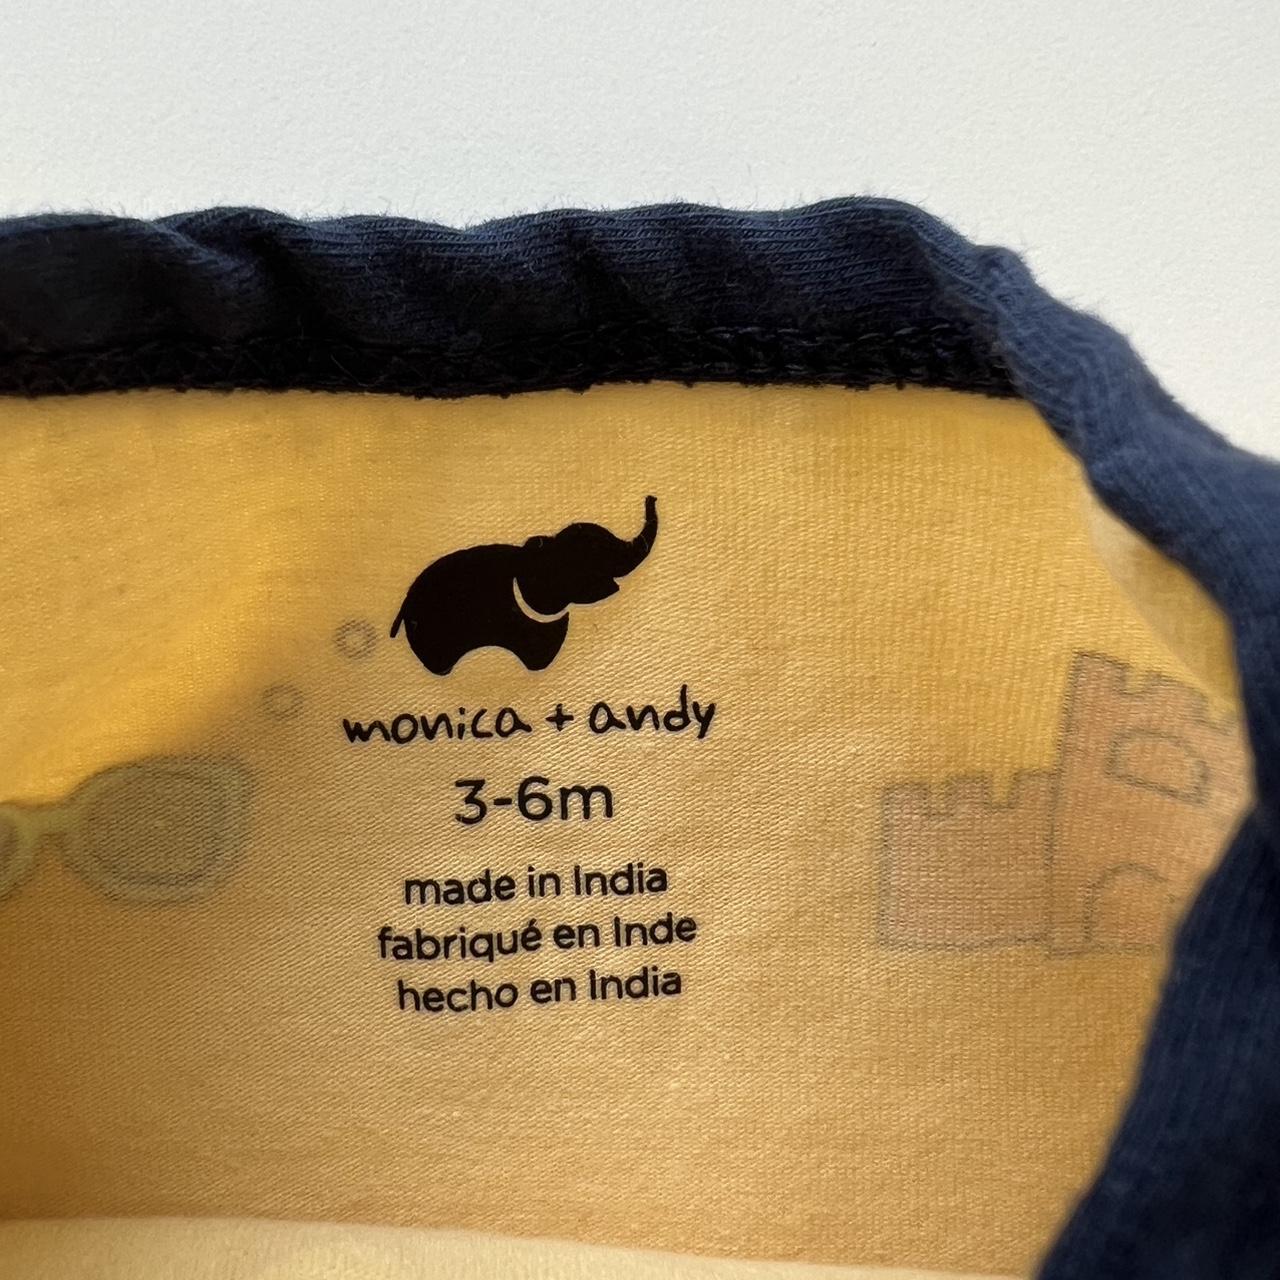 monica + andy
3-6m
made in India
fabriqué en Inde
hecho en India